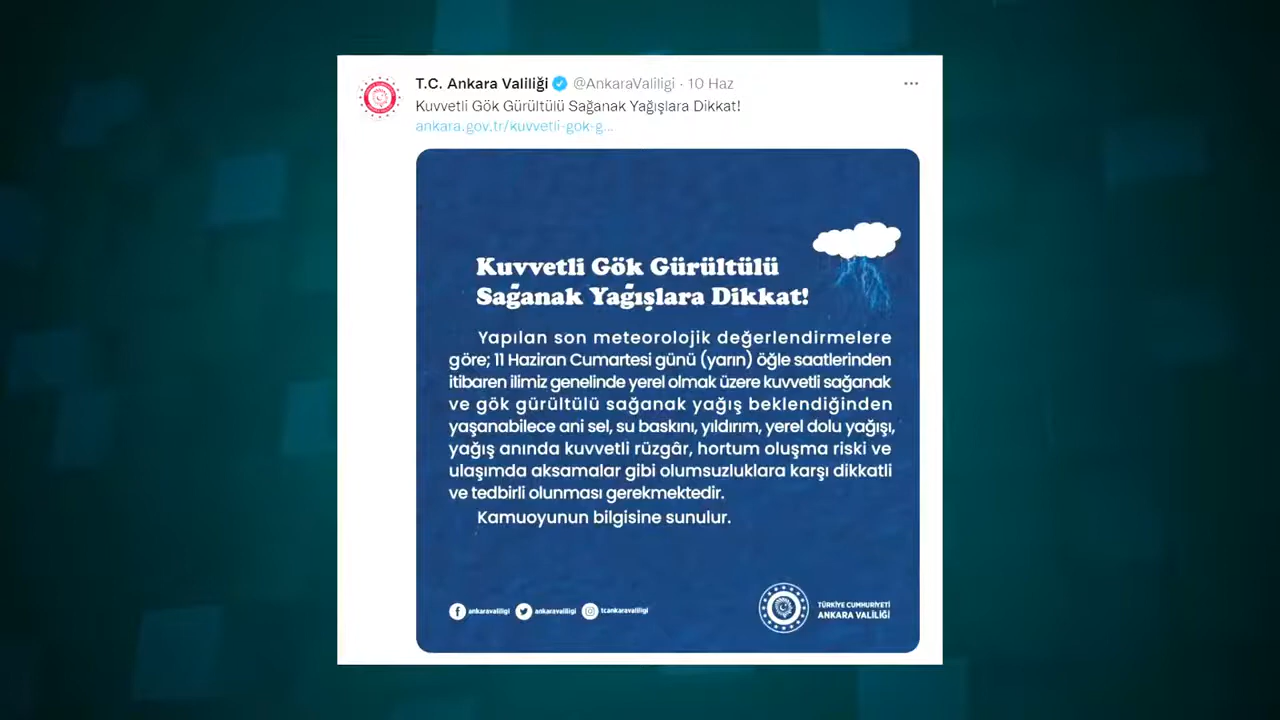 T.C. Ankara Valiliği @AnkaraValiligi · 10 Haz
Kuvvetli Gök Gürültülü Sağanak Yağışlara Dikkat!
ankara.gov.tr/kuvvetli-gok-g...
Kuvvetli Gök Gürültülü
Sağanak Yağışlara Dikkat!
Yapılan son meteorolojik değerlendirmelere
göre; 11 Haziran Cumartesi günü (yarın) öğle saatlerinden
itibaren ilimiz genelinde yerel olmak üzere kuvvetli sağanak
ve gök gürültülü sağanak yağış beklendiğinden
yaşanabilece ani sel, su baskını, yıldırım, yerel dolu yağışı,
yağış anında kuvvetli rüzgâr, hortum oluşma riski ve
ulaşımda aksamalar gibi olumsuzluklara karşı dikkatli
ve tedbirli olunması gerekmektedir.
Kamuoyunun bilgisine sunulur.
ankaravaliligi ankaravaliligi tcankaravaliligi
TÜRKİYE CUMHURİYETİ
ANKARA VALİLİĞİ